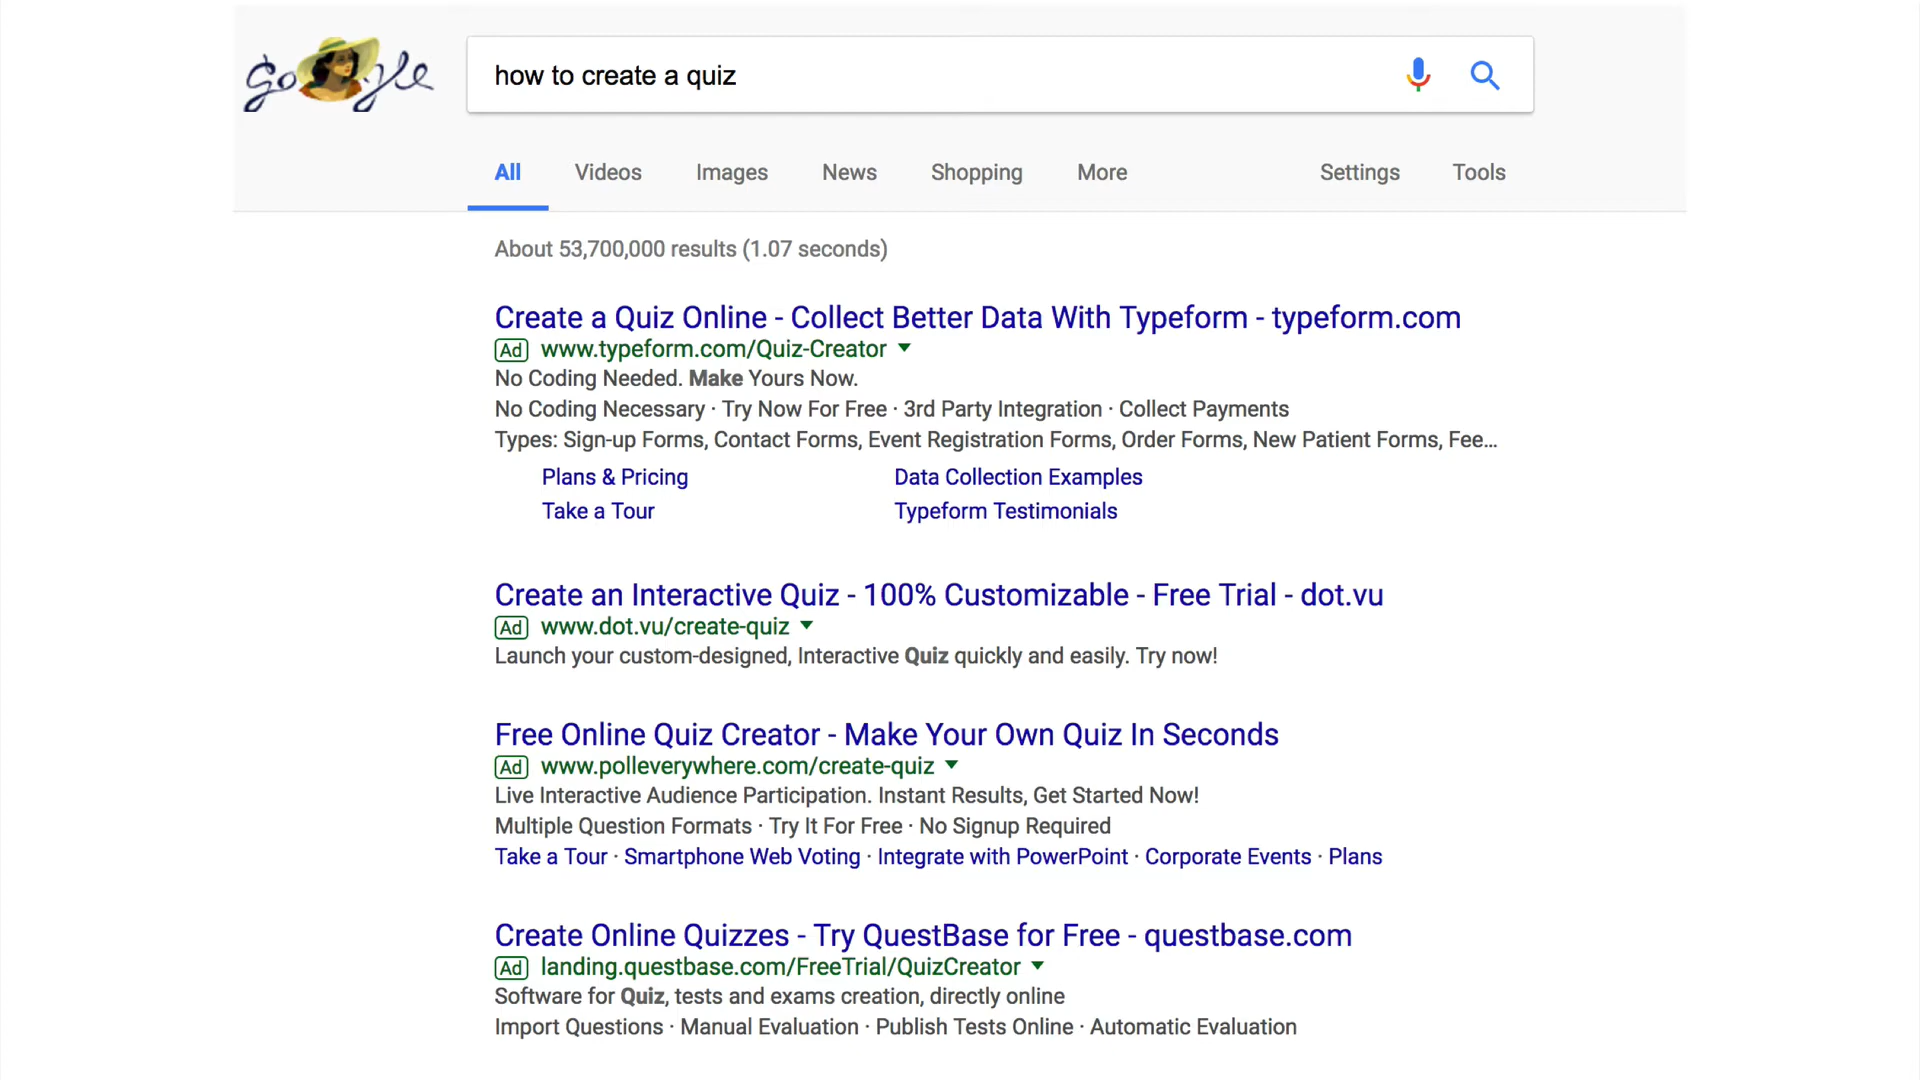 Google
how to create a quiz
All Videos Images News Shopping More Settings Tools
About 53,700,000 results (1.07 seconds)
Create a Quiz Online - Collect Better Data With Typeform - typeform.com
Ad www.typeform.com/Quiz-Creator
No Coding Needed. Make Yours Now.
No Coding Necessary · Try Now For Free · 3rd Party Integration · Collect Payments
Types: Sign-up Forms, Contact Forms, Event Registration Forms, Order Forms, New Patient Forms, Fee...
Plans & Pricing Data Collection Examples
Take a Tour Typeform Testimonials
Create an Interactive Quiz - 100% Customizable - Free Trial - dot.vu
Ad www.dot.vu/create-quiz
Launch your custom-designed, Interactive Quiz quickly and easily. Try now!
Free Online Quiz Creator - Make Your Own Quiz In Seconds
Ad www.polleverywhere.com/create-quiz
Live Interactive Audience Participation. Instant Results, Get Started Now!
Multiple Question Formats · Try It For Free · No Signup Required
Take a Tour · Smartphone Web Voting · Integrate with PowerPoint · Corporate Events · Plans
Create Online Quizzes - Try QuestBase for Free - questbase.com
Ad landing.questbase.com/FreeTrial/QuizCreator
Software for Quiz, tests and exams creation, directly online
Import Questions · Manual Evaluation · Publish Tests Online · Automatic Evaluation